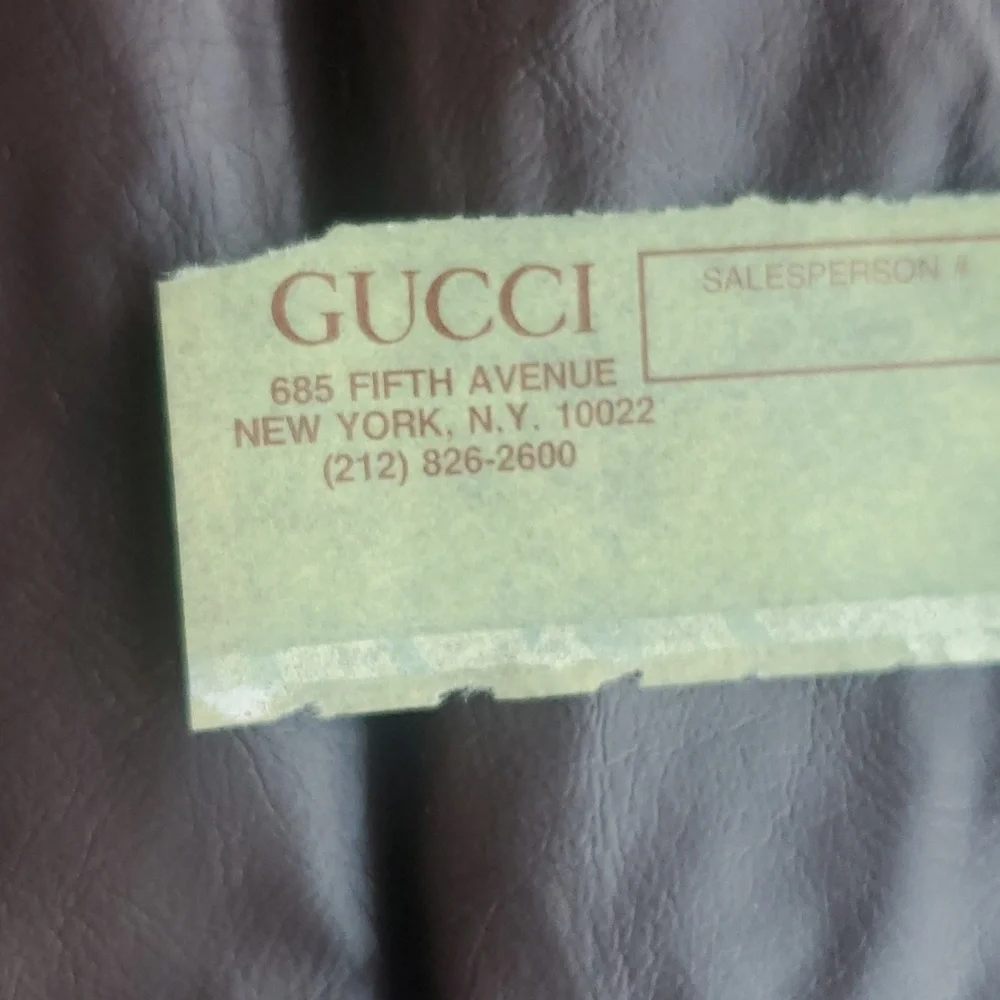 GUCCI
685 FIFTH AVENUE
NEW YORK, N.Y. 10022
(212) 826-2600
SALESPERSON #